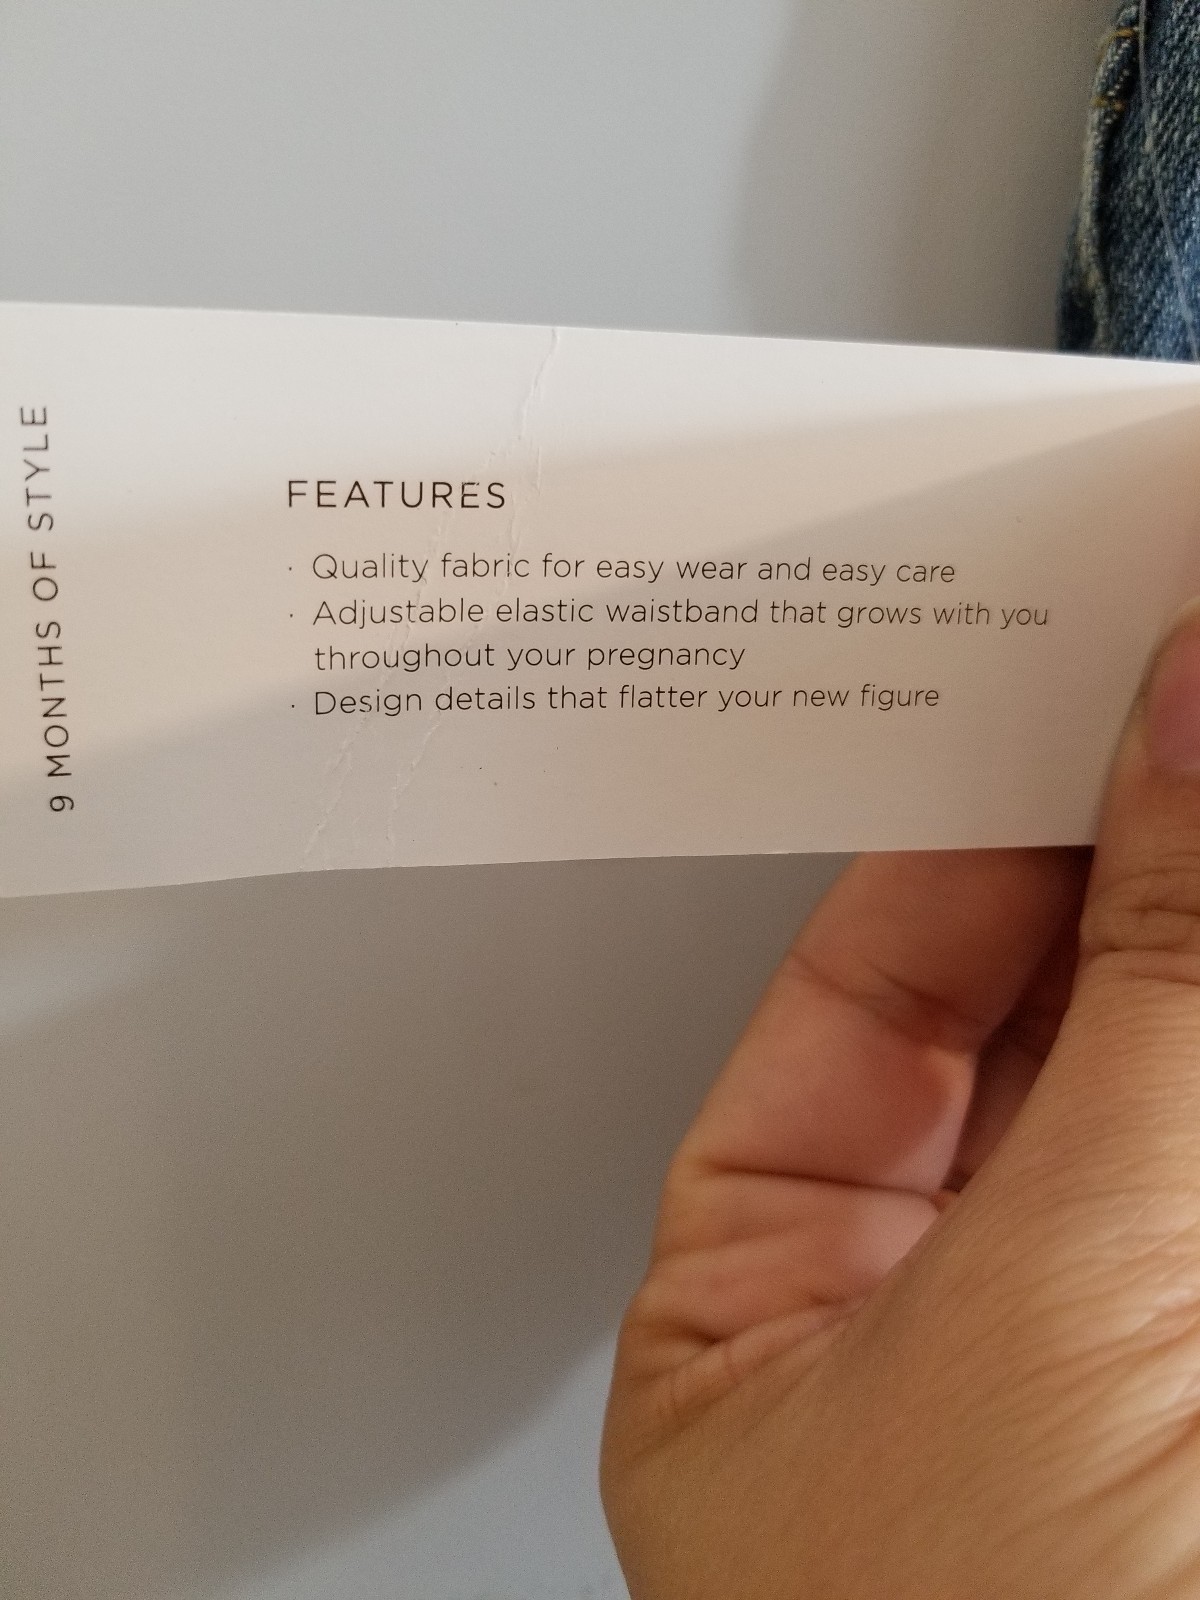 9 MONTHS OF STYLE
FEATURES
· Quality fabric for easy wear and easy care
· Adjustable elastic waistband that grows with you
throughout your pregnancy
· Design details that flatter your new figure